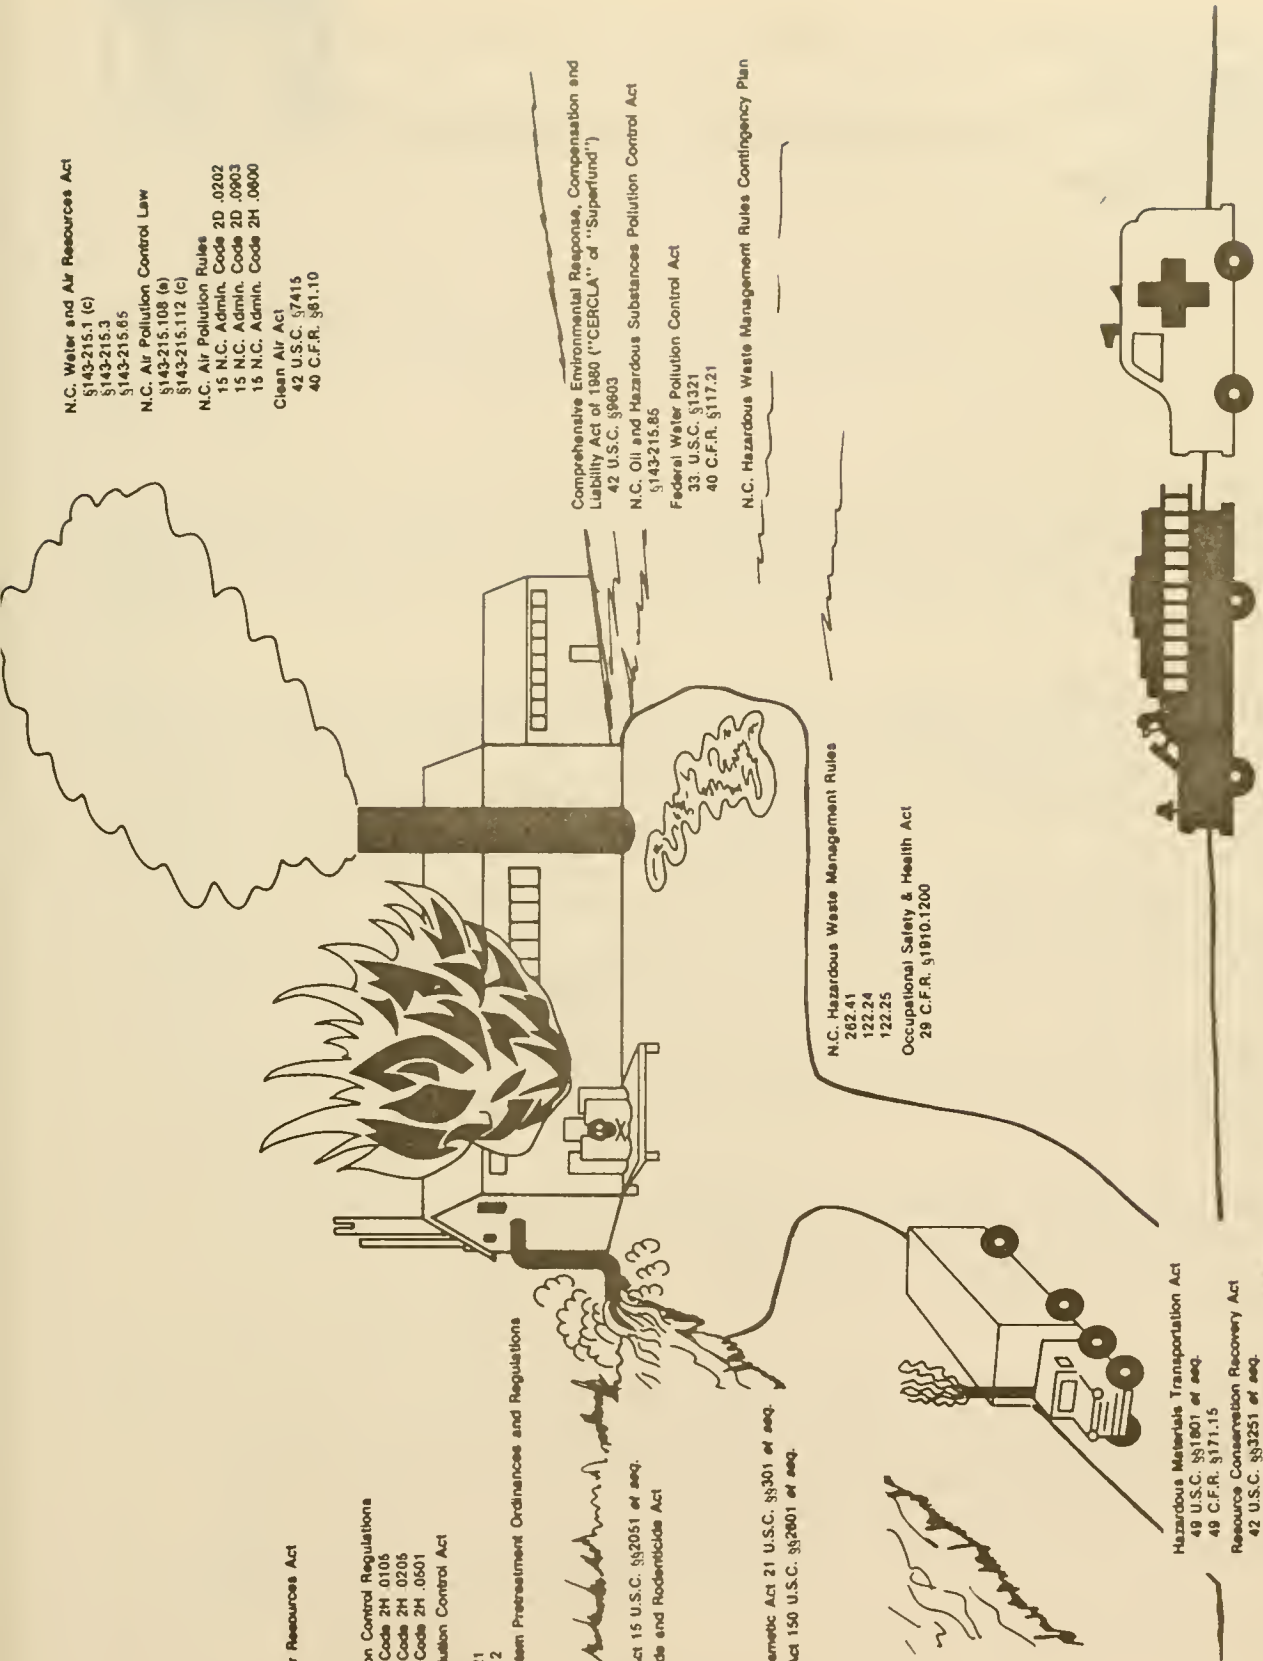 r Resources Act
on Control Regulations
Code 2H .0105
Code 2H .0205
Code 2H .0601
lution Control Act
2
em Pretreatment Ordinances and Regulations
ct 15 U.S.C. §§2051 et seq.
de and Rodenticide Act
smetic Act 21 U.S.C. §§301 et seq.
Act 150 U.S.C. §§2601 et seq.
Hazardous Materials Transportation Act
49 U.S.C. §§1801 et seq.
49 C.F.R. §171.15
Resource Conservation Recovery Act
42 U.S.C. §§3251 et seq.
N.C. Hazardous Waste Management Rules
262.41
122.24
122.25
Occupational Safety & Health Act
29 C.F.R. §1910.1200
Comprehensive Environmental Response, Compensation and
Liability Act of 1980 ("CERCLA" of "Superfund")
42 U.S.C. §9603
N.C. Oil and Hazardous Substances Pollution Control Act
§143-215.85
Federal Water Pollution Control Act
33. U.S.C. §1321
40 C.F.R. §117.21
N.C. Hazardous Waste Management Rules Contingency Plan
N.C. Water and Air Resources Act
§143-215.1 (c)
§143-215.3
§143-215.65
N.C. Air Pollution Control Law
§143-215.108 (a)
§143-215.112 (c)
N.C. Air Pollution Rules
15 N.C. Admin. Code 2D .0202
15 N.C. Admin. Code 2D .0903
15 N.C. Admin. Code 2H .0600
Clean Air Act
42 U.S.C. §7415
40 C.F.R. §81.10